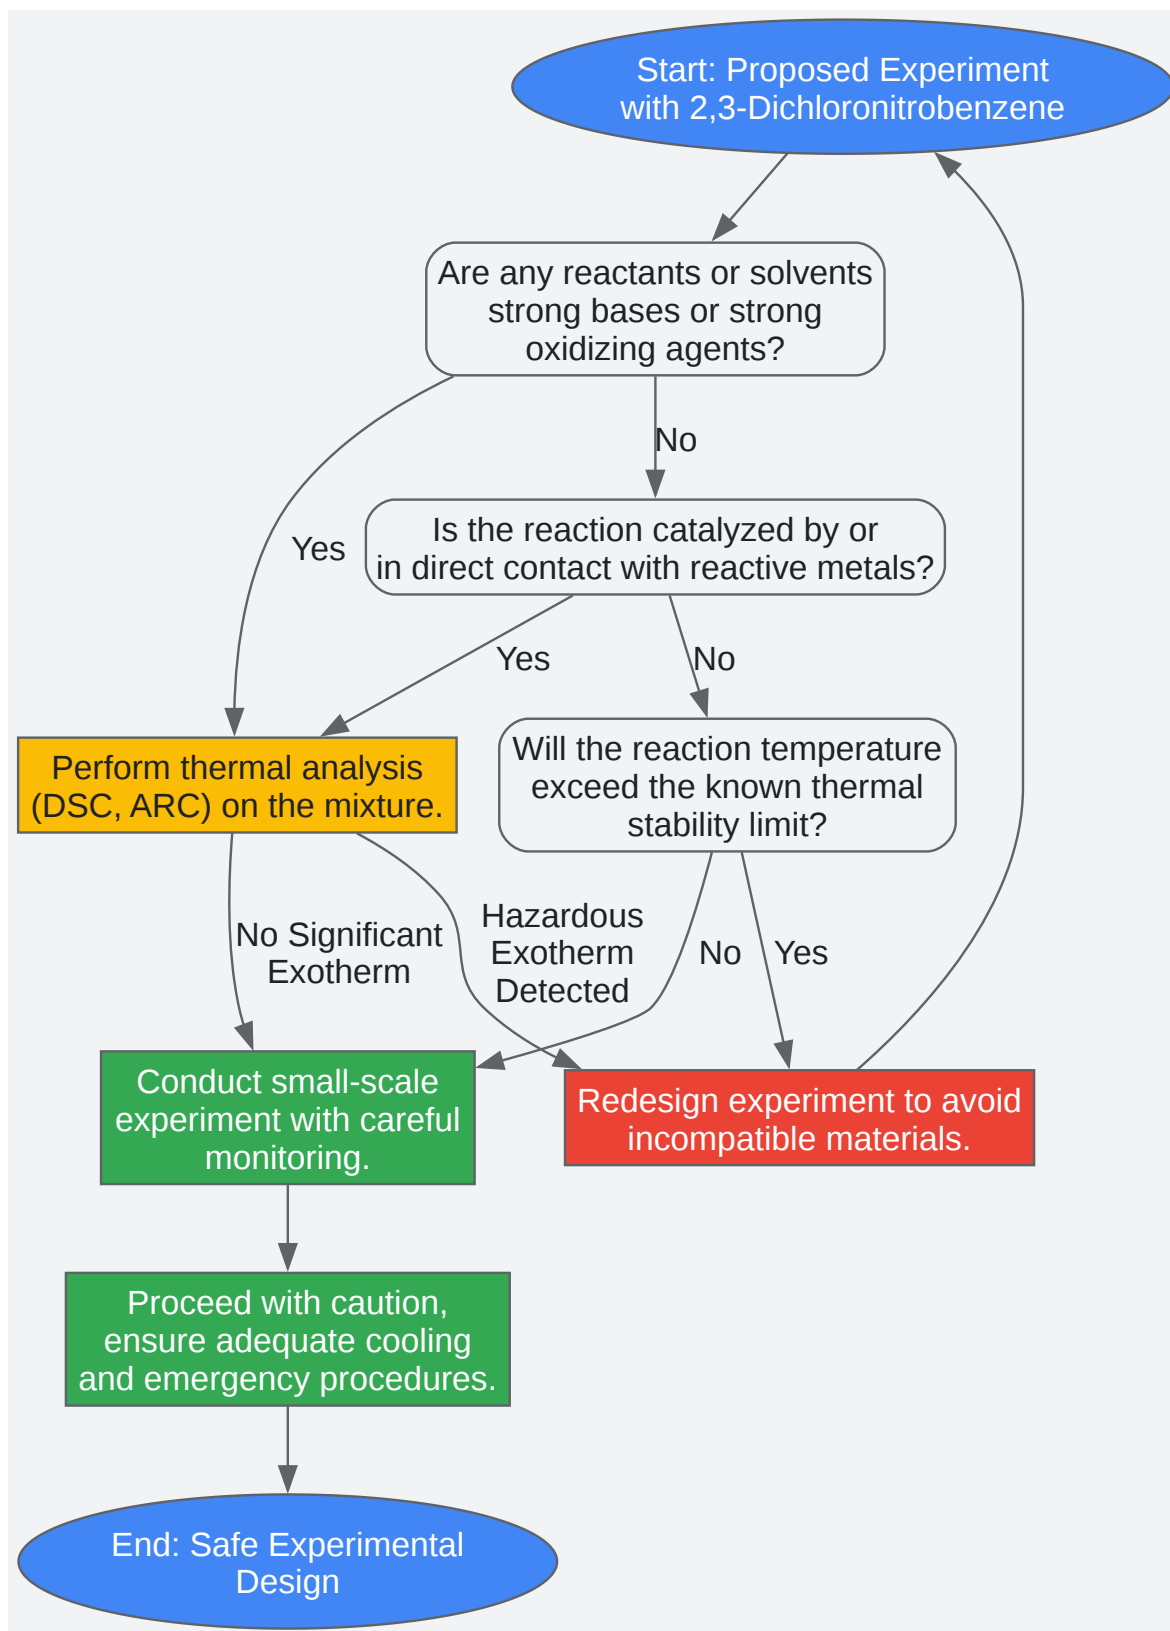 Start: Proposed Experiment
with 2,3-Dichloronitrobenzene
Are any reactants or solvents
strong bases or strong
oxidizing agents?
No
Yes
Is the reaction catalyzed by or
in direct contact with reactive metals?
Yes
No
Perform thermal analysis
(DSC, ARC) on the mixture.
Will the reaction temperature
exceed the known thermal
stability limit?
No Significant
Exotherm
Hazardous
Exotherm
Detected
No
Yes
Conduct small-scale
experiment with careful
monitoring.
Redesign experiment to avoid
incompatible materials.
Proceed with caution,
ensure adequate cooling
and emergency procedures.
End: Safe Experimental
Design